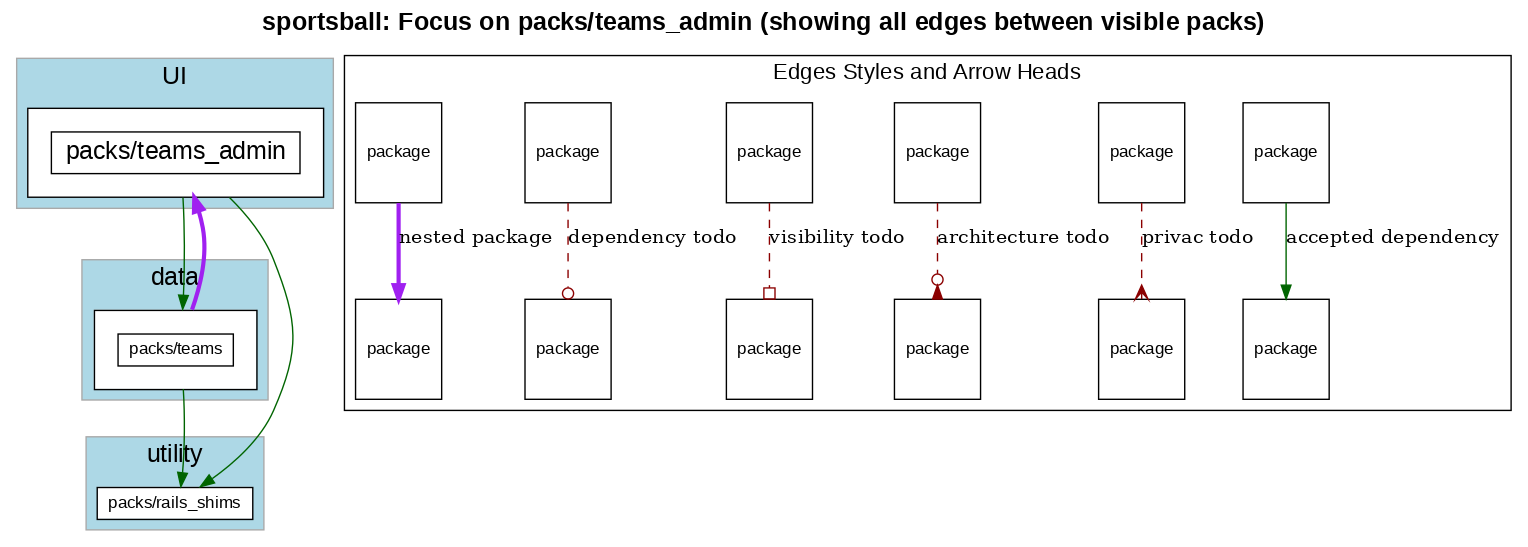 sportsball: Focus on packs/teams_admin (showing all edges between visible packs)
UI
packs/teams_admin
data
packs/teams
utility
packs/rails_shims
Edges Styles and Arrow Heads
package
package
package
package
package
package
nested package
dependency todo
visibility todo
architecture todo
privac todo
accepted dependency
package
package
package
package
package
package